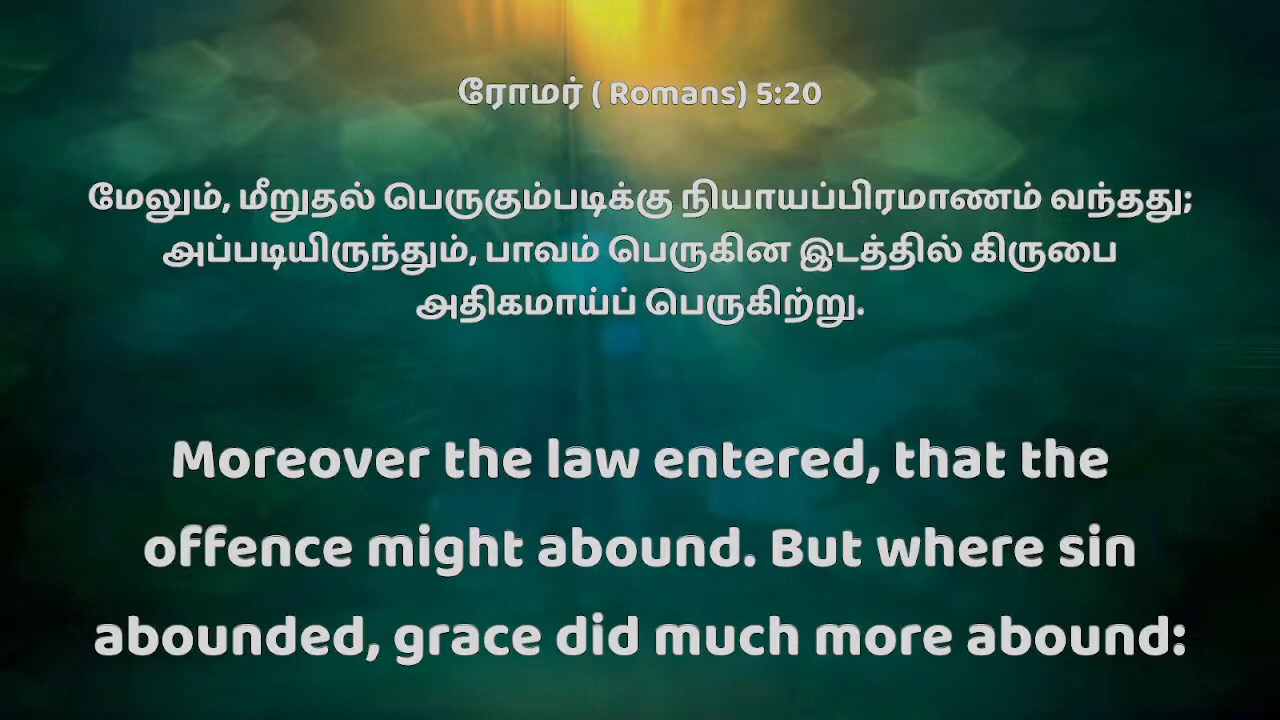 ரோமர் ( Romans) 5:20
மேலும், மீறுதல் பெருகும்படிக்கு நியாயப்பிரமாணம் வந்தது;
அப்படியிருந்தும், பாவம் பெருகின இடத்தில் கிருபை
அதிகமாய்ப் பெருகிற்று.
Moreover the law entered, that the
offence might abound. But where sin
abounded, grace did much more abound: